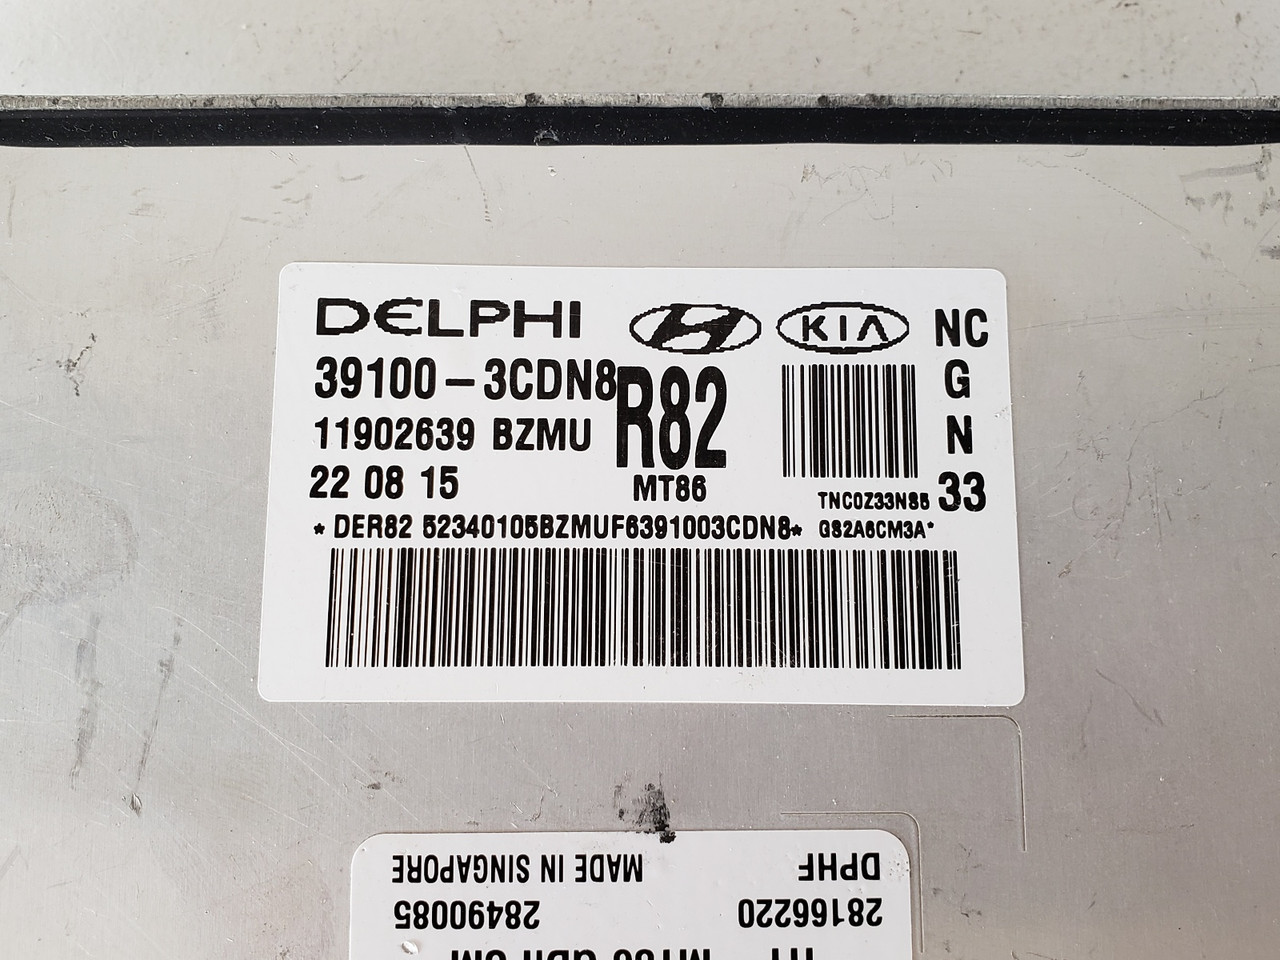 DELPHI KIA NC
39100-3CDN8 R82 G
11902639 BZMU N
22 08 15 MT86 TNC0Z33N85 33
* DER82 52340105BZMUF6391003CDN8* GS2A6CM3A*
MADE IN SINGAPORE DPHF
28490085 28166220